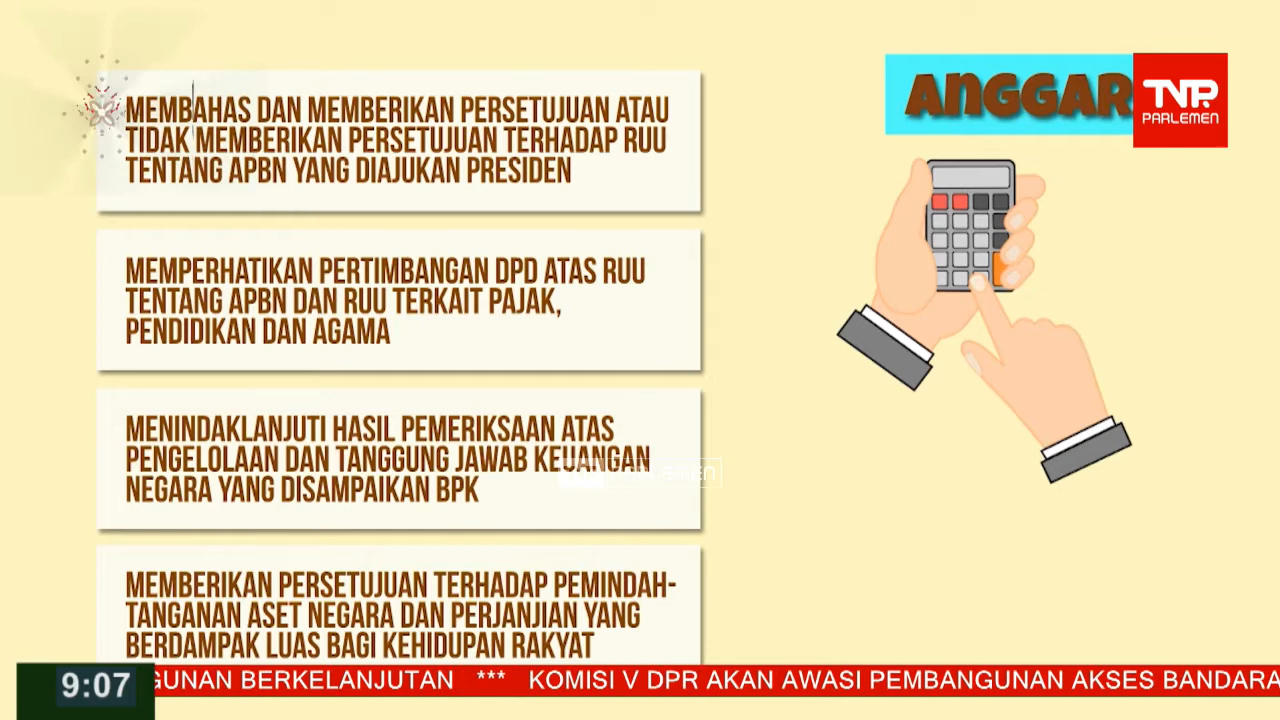 MEMBAHAS DAN MEMBERIKAN PERSETUJUAN ATAU
TIDAK MEMBERIKAN PERSETUJUAN TERHADAP RUU
TENTANG APBN YANG DIAJUKAN PRESIDEN
ANGGAR
TVP.
PARLEMEN
MEMPERHATIKAN PERTIMBANGAN DPD ATAS RUU
TENTANG APBN DAN RUU TERKAIT PAJAK,
PENDIDIKAN DAN AGAMA
MENINDAKLANJUTI HASIL PEMERIKSAAN ATAS
PENGELOLAAN DAN TANGGUNG JAWAB KEUANGAN
NEGARA YANG DISAMPAIKAN BPK
MEMBERIKAN PERSETUJUAN TERHADAP PEMINDAH-
TANGANAN ASET NEGARA DAN PERJANJIAN YANG
BERDAMPAK LUAS BAGI KEHIDUPAN RAKYAT
9:07
GUNAN BERKELANJUTAN *** KOMISI V DPR AKAN AWASI PEMBANGUNAN AKSES BANDARA